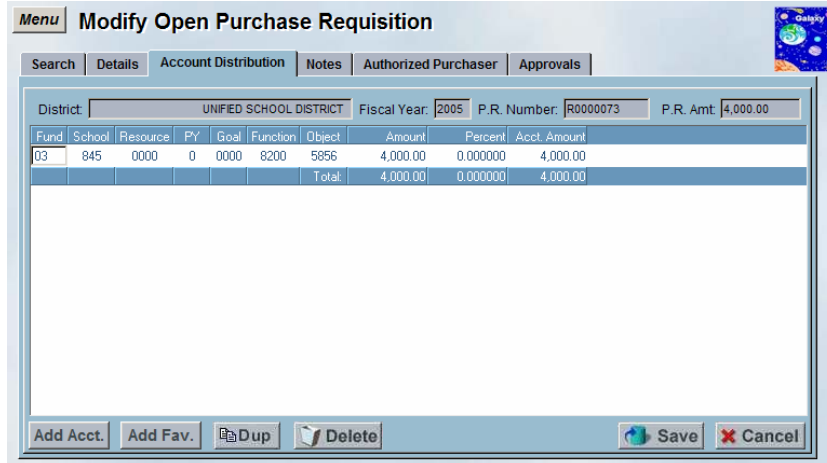 Menu Modify Open Purchase Requisition
Galaxy
Search Details Account Distribution Notes Authorized Purchaser Approvals
District: UNIFIED SCHOOL DISTRICT Fiscal Year: 2005 P.R. Number: R0000073 P.R. Amt: 4,000.00
Fund School Resource PY Goal Function Object Amount Percent Acct. Amount
03 845 0000 0 0000 8200 5856 4,000.00 0.000000 4,000.00
Total: 4,000.00 0.000000 4,000.00
Add Acct. Add Fav. Dup Delete Save Cancel